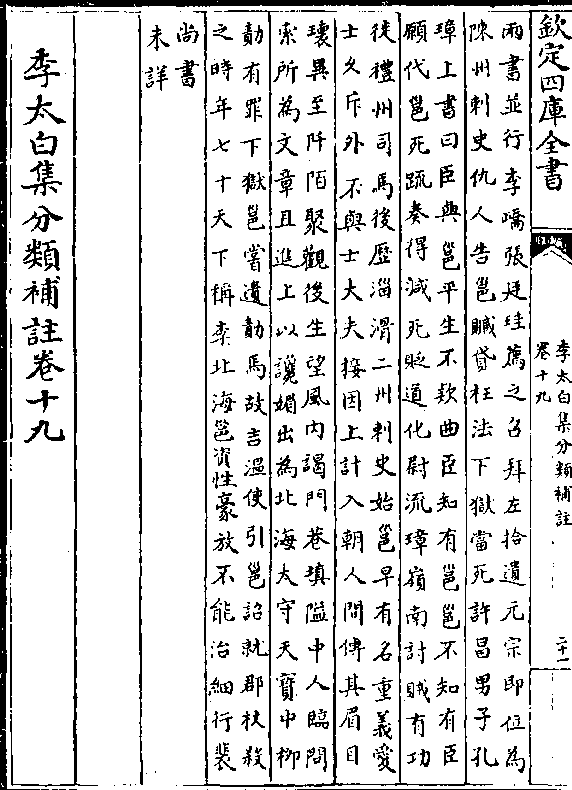 欽定四庫全書
李太白集分類補註
卷十九
二十一
兩書並行李嶠張廷珪薦之召拜左拾遺元宗即位為
陳州刺史仇人告邕贓貸枉法下獄當死許昌男子孔
璋上書曰臣與邕平生不欵曲臣知有邕邕不知有臣
願代邕死疏奏得減死貶遵化尉流璋嶺南討賊有功
徙禮州司馬後歷淄滑二州刺史始邕早有名重義愛
士久斥外不與士大夫接因上計入朝人間傳其眉目
瓌異至阡陌聚觀後生望風内謁門巷填隘中人臨問
索所為文章且進上以讒媚出為北海太守天寳中柳
勣有罪下獄邕嘗遺勣馬故吉溫使引邕詔就郡杖殺
之時年七十天下稱李北海邕資性豪放不能治細行裴
尚書
未詳
李太白集分類補註卷十九